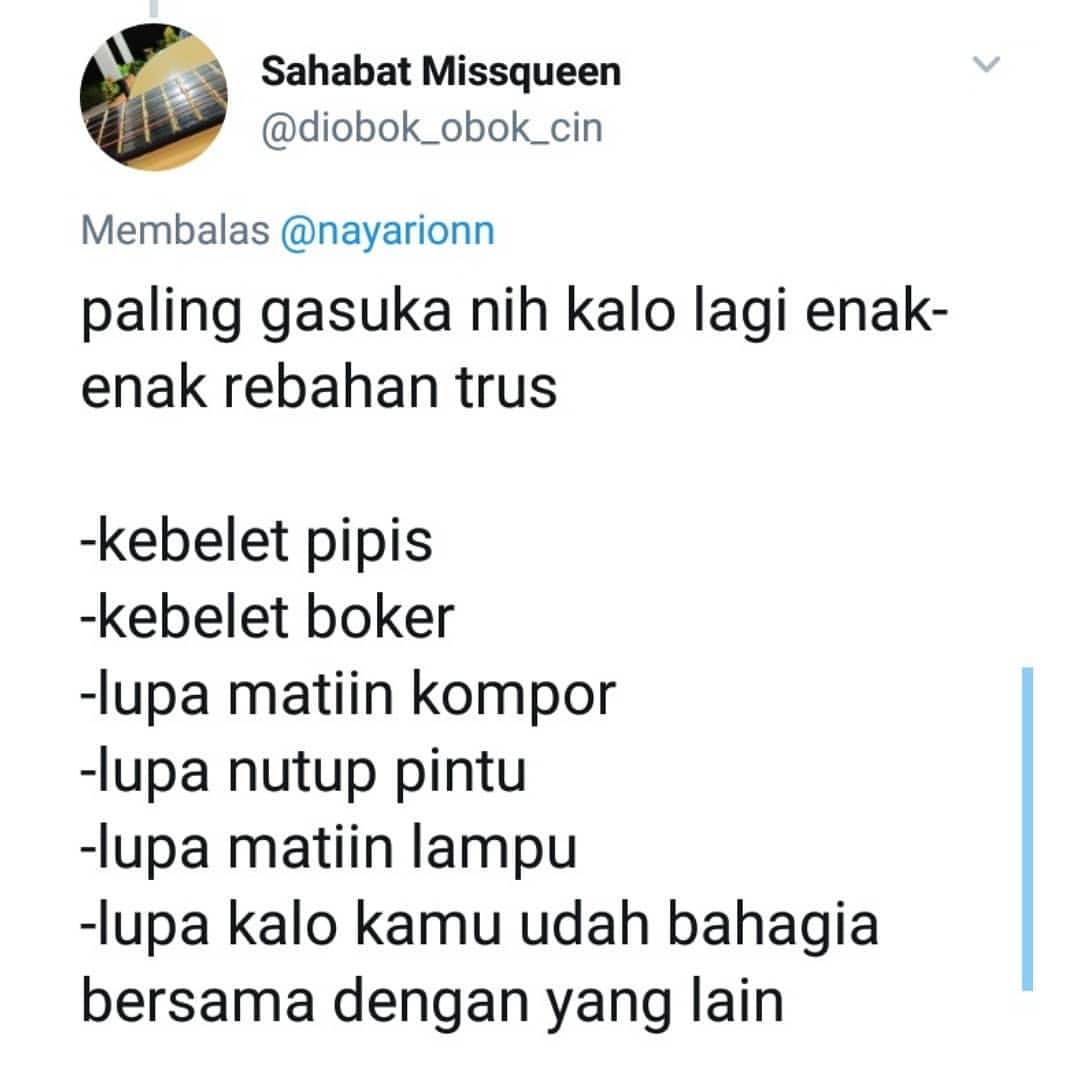 Sahabat Missqueen
@diobok_obok_cin
Membalas @nayarionn
paling gasuka nih kalo lagi enak-
enak rebahan trus
-kebelet pipis
-kebelet boker
-lupa matiin kompor
-lupa nutup pintu
-lupa matiin lampu
-lupa kalo kamu udah bahagia
bersama dengan yang lain